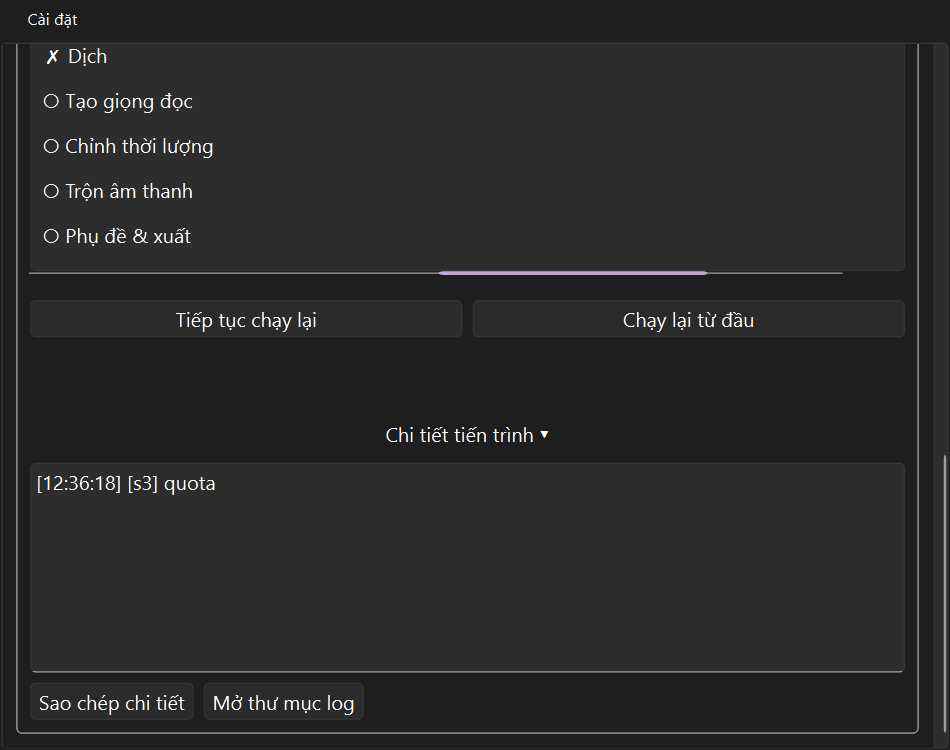 Cài đặt
✗ Dịch
○ Tạo giọng đọc
○ Chỉnh thời lượng
○ Trộn âm thanh
○ Phụ đề & xuất
Tiếp tục chạy lại
Chạy lại từ đầu
Chi tiết tiến trình ▾
[12:36:18] [s3] quota
Sao chép chi tiết
Mở thư mục log